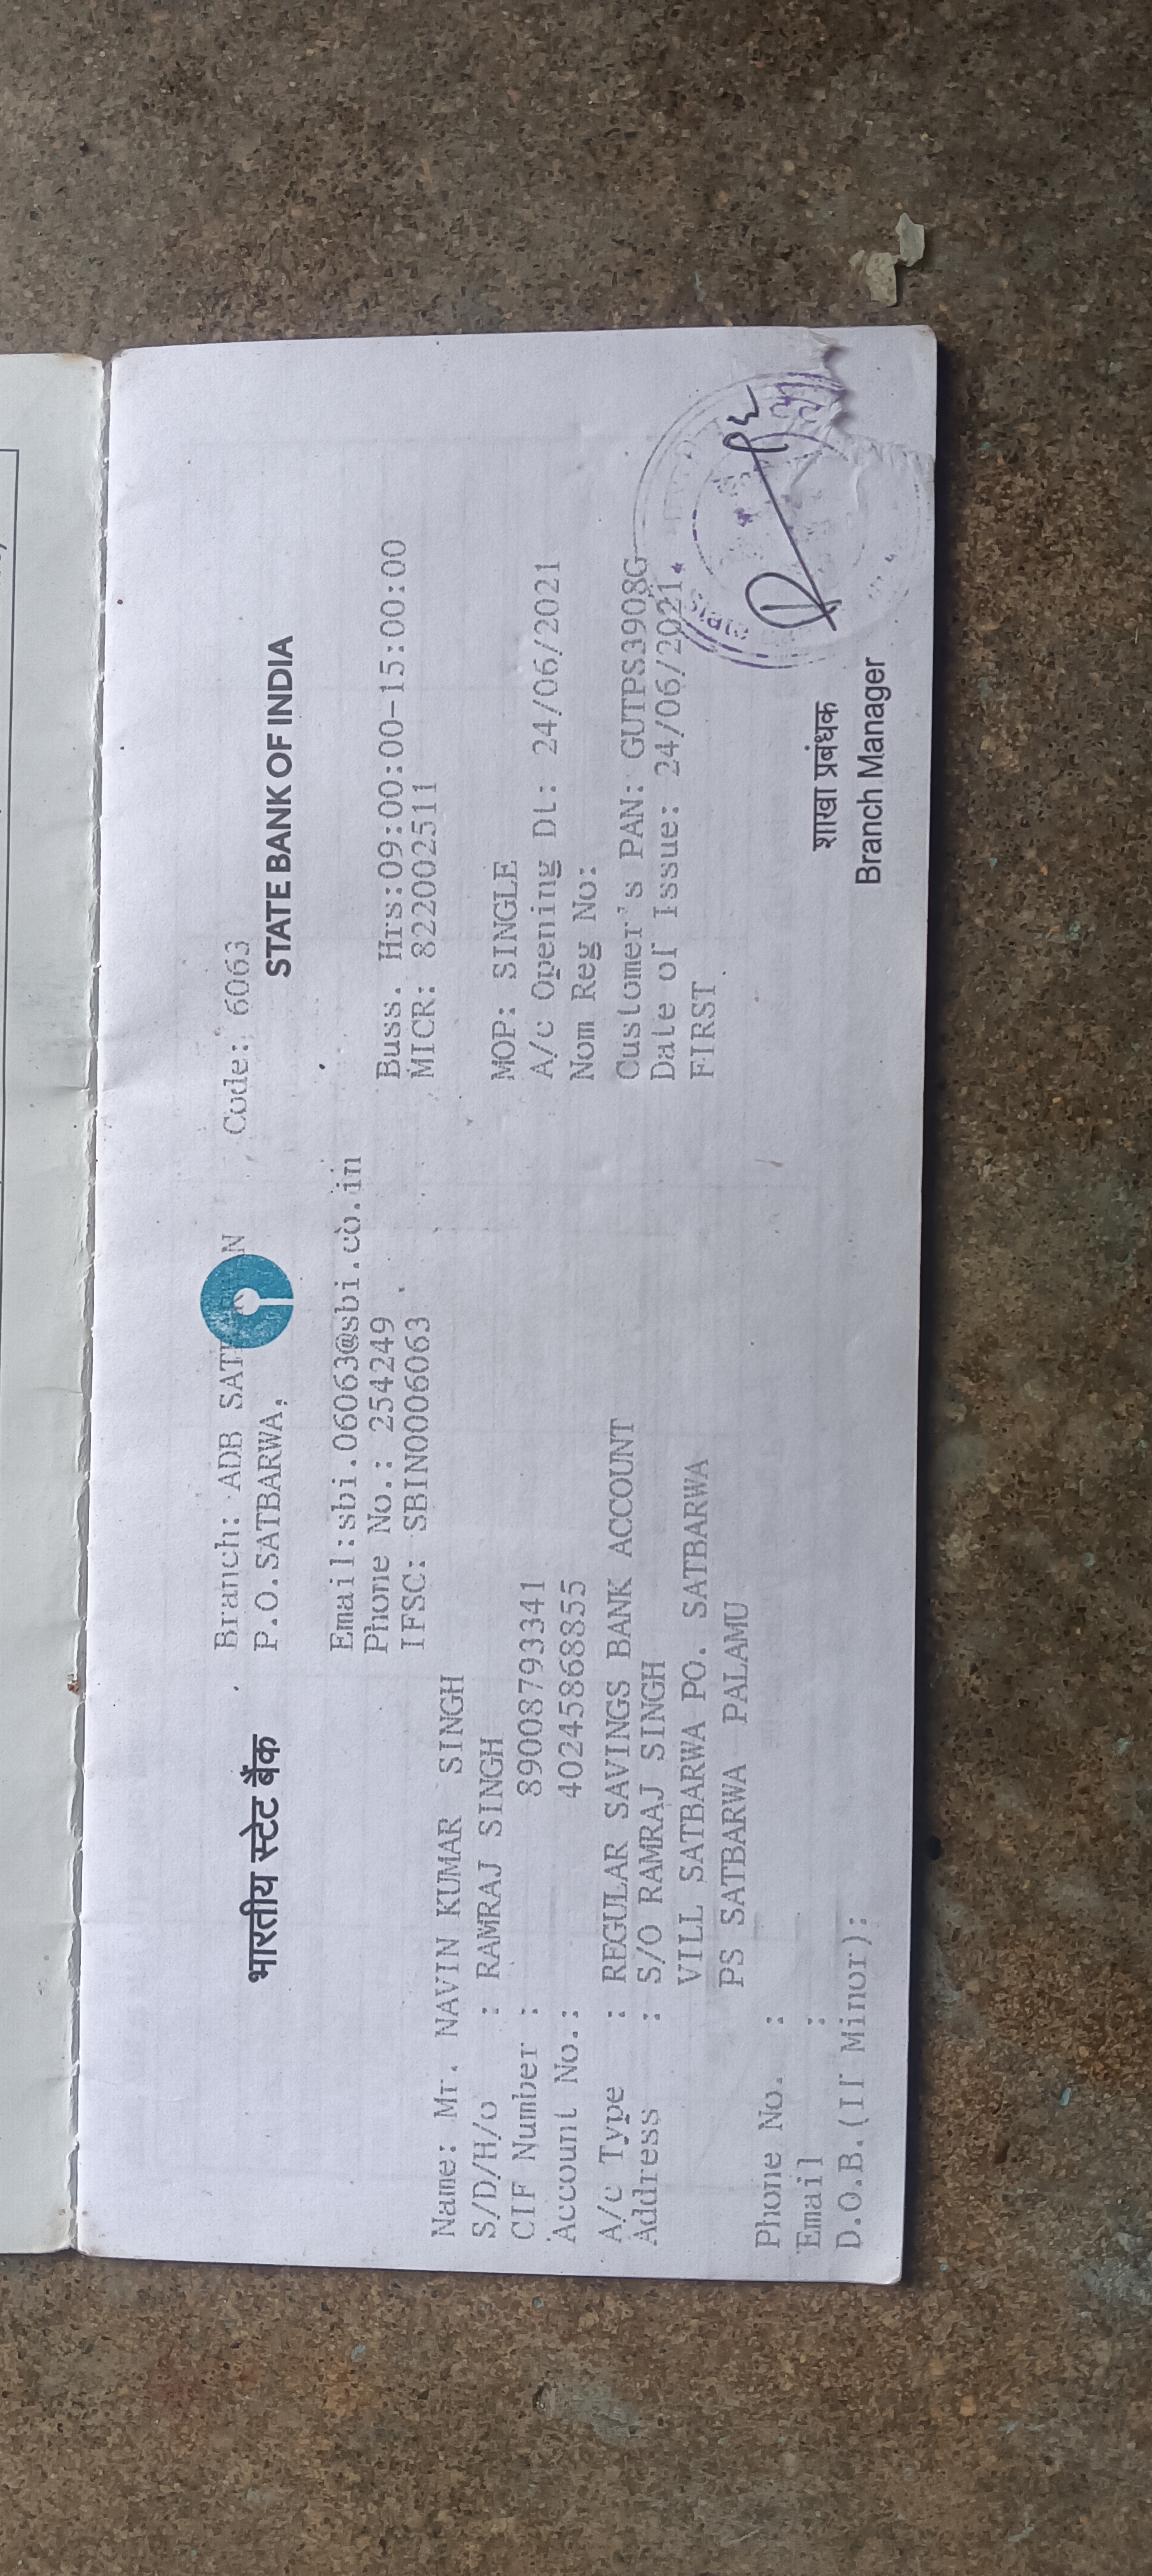 भारतीय स्टेट बैंक
Branch: ADB Code: 6063
P.O.SATBARWA,
STATE BANK OF INDIA
Email:sbi.06063@sbi.co.in
Phone No.: 254249 Buss. Hrs:09:00:00-15:00:00
IFSC: SBIN0006063 MICR: 822002511
Name: Mr. NAVIN KUMAR SINGH
S/D/H/o : RAMRAJ SINGH MOP: SINGLE
CIF Number : 89008793341 A/c Opening Dt: 24/06/2021
Account No.: 40245868855 Nom Reg No:
A/c Type : REGULAR SAVINGS BANK ACCOUNT Customer's PAN: GUTPS3908G
Address : S/O RAMRAJ SINGH Date of Issue: 24/06/2021
VILL SATBARWA PO. SATBARWA FIRST
PS SATBARWA PALAMU
Phone No. :
Email :
D.O.B.(If Minor):
State
शाखा प्रबंधक
Branch Manager